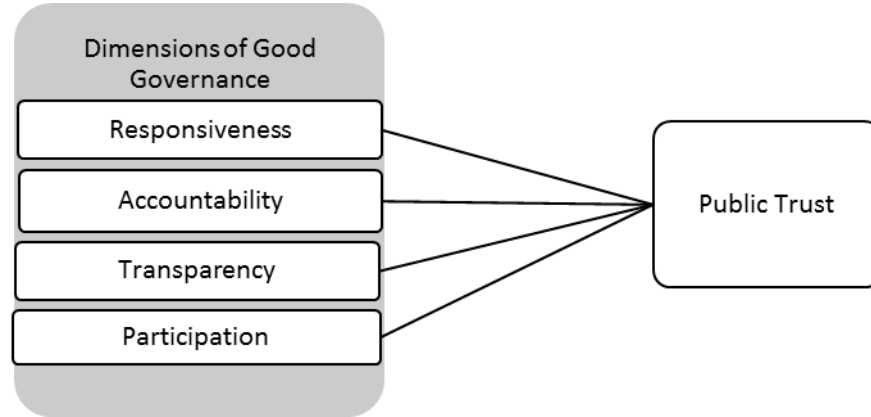 Dimensions of Good
Governance
Responsiveness
Accountability
Transparency
Participation
Public Trust